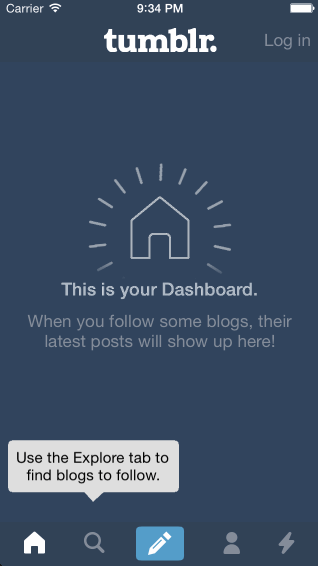 Carrier 9:34 PM
tumblr. Log in
This is your Dashboard.
When you follow some blogs, their
latest posts will show up here!
Use the Explore tab to
find blogs to follow.